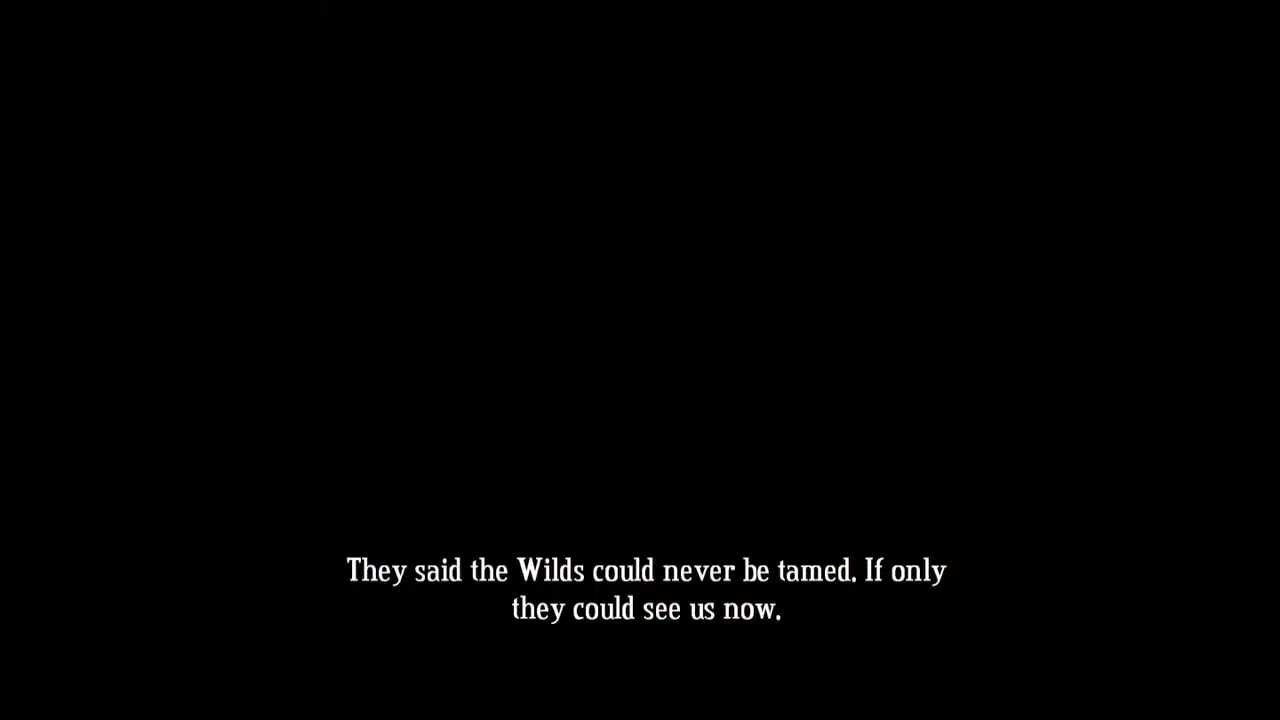 They said the Wilds could never be tamed. If only
they could see us now.